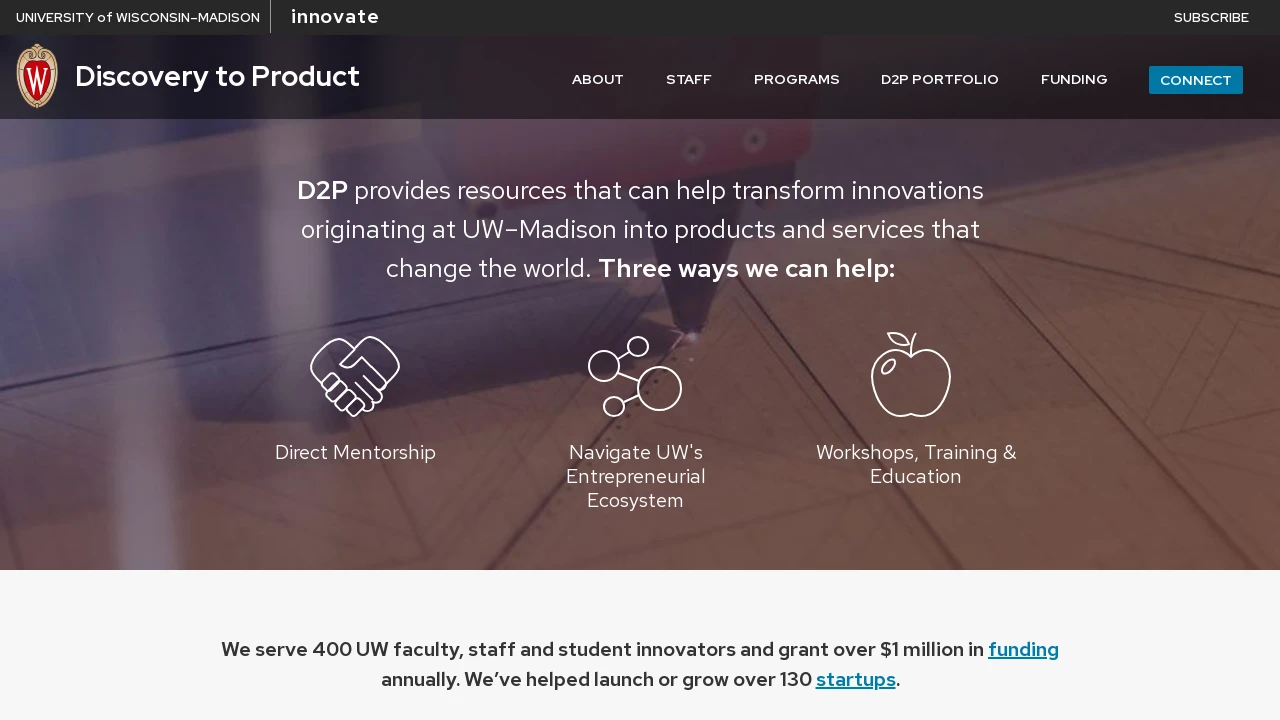 UNIVERSITY of WISCONSIN–MADISON
innovate
SUBSCRIBE
W
Discovery to Product
ABOUT
STAFF
PROGRAMS
D2P PORTFOLIO
FUNDING
CONNECT
D2P provides resources that can help transform innovations
originating at UW–Madison into products and services that
change the world. Three ways we can help:
Direct Mentorship
Navigate UW's
Entrepreneurial
Ecosystem
Workshops, Training &
Education
We serve 400 UW faculty, staff and student innovators and grant over $1 million in funding
annually. We’ve helped launch or grow over 130 startups.